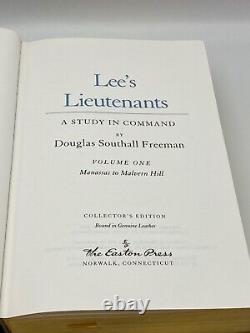 Lee's
Lieutenants
A STUDY IN COMMAND
BY
Douglas Southall Freeman
VOLUME ONE
Manassas to Malvern Hill
COLLECTOR'S EDITION
Bound in Genuine Leather
The Easton Press
NORWALK, CONNECTICUT